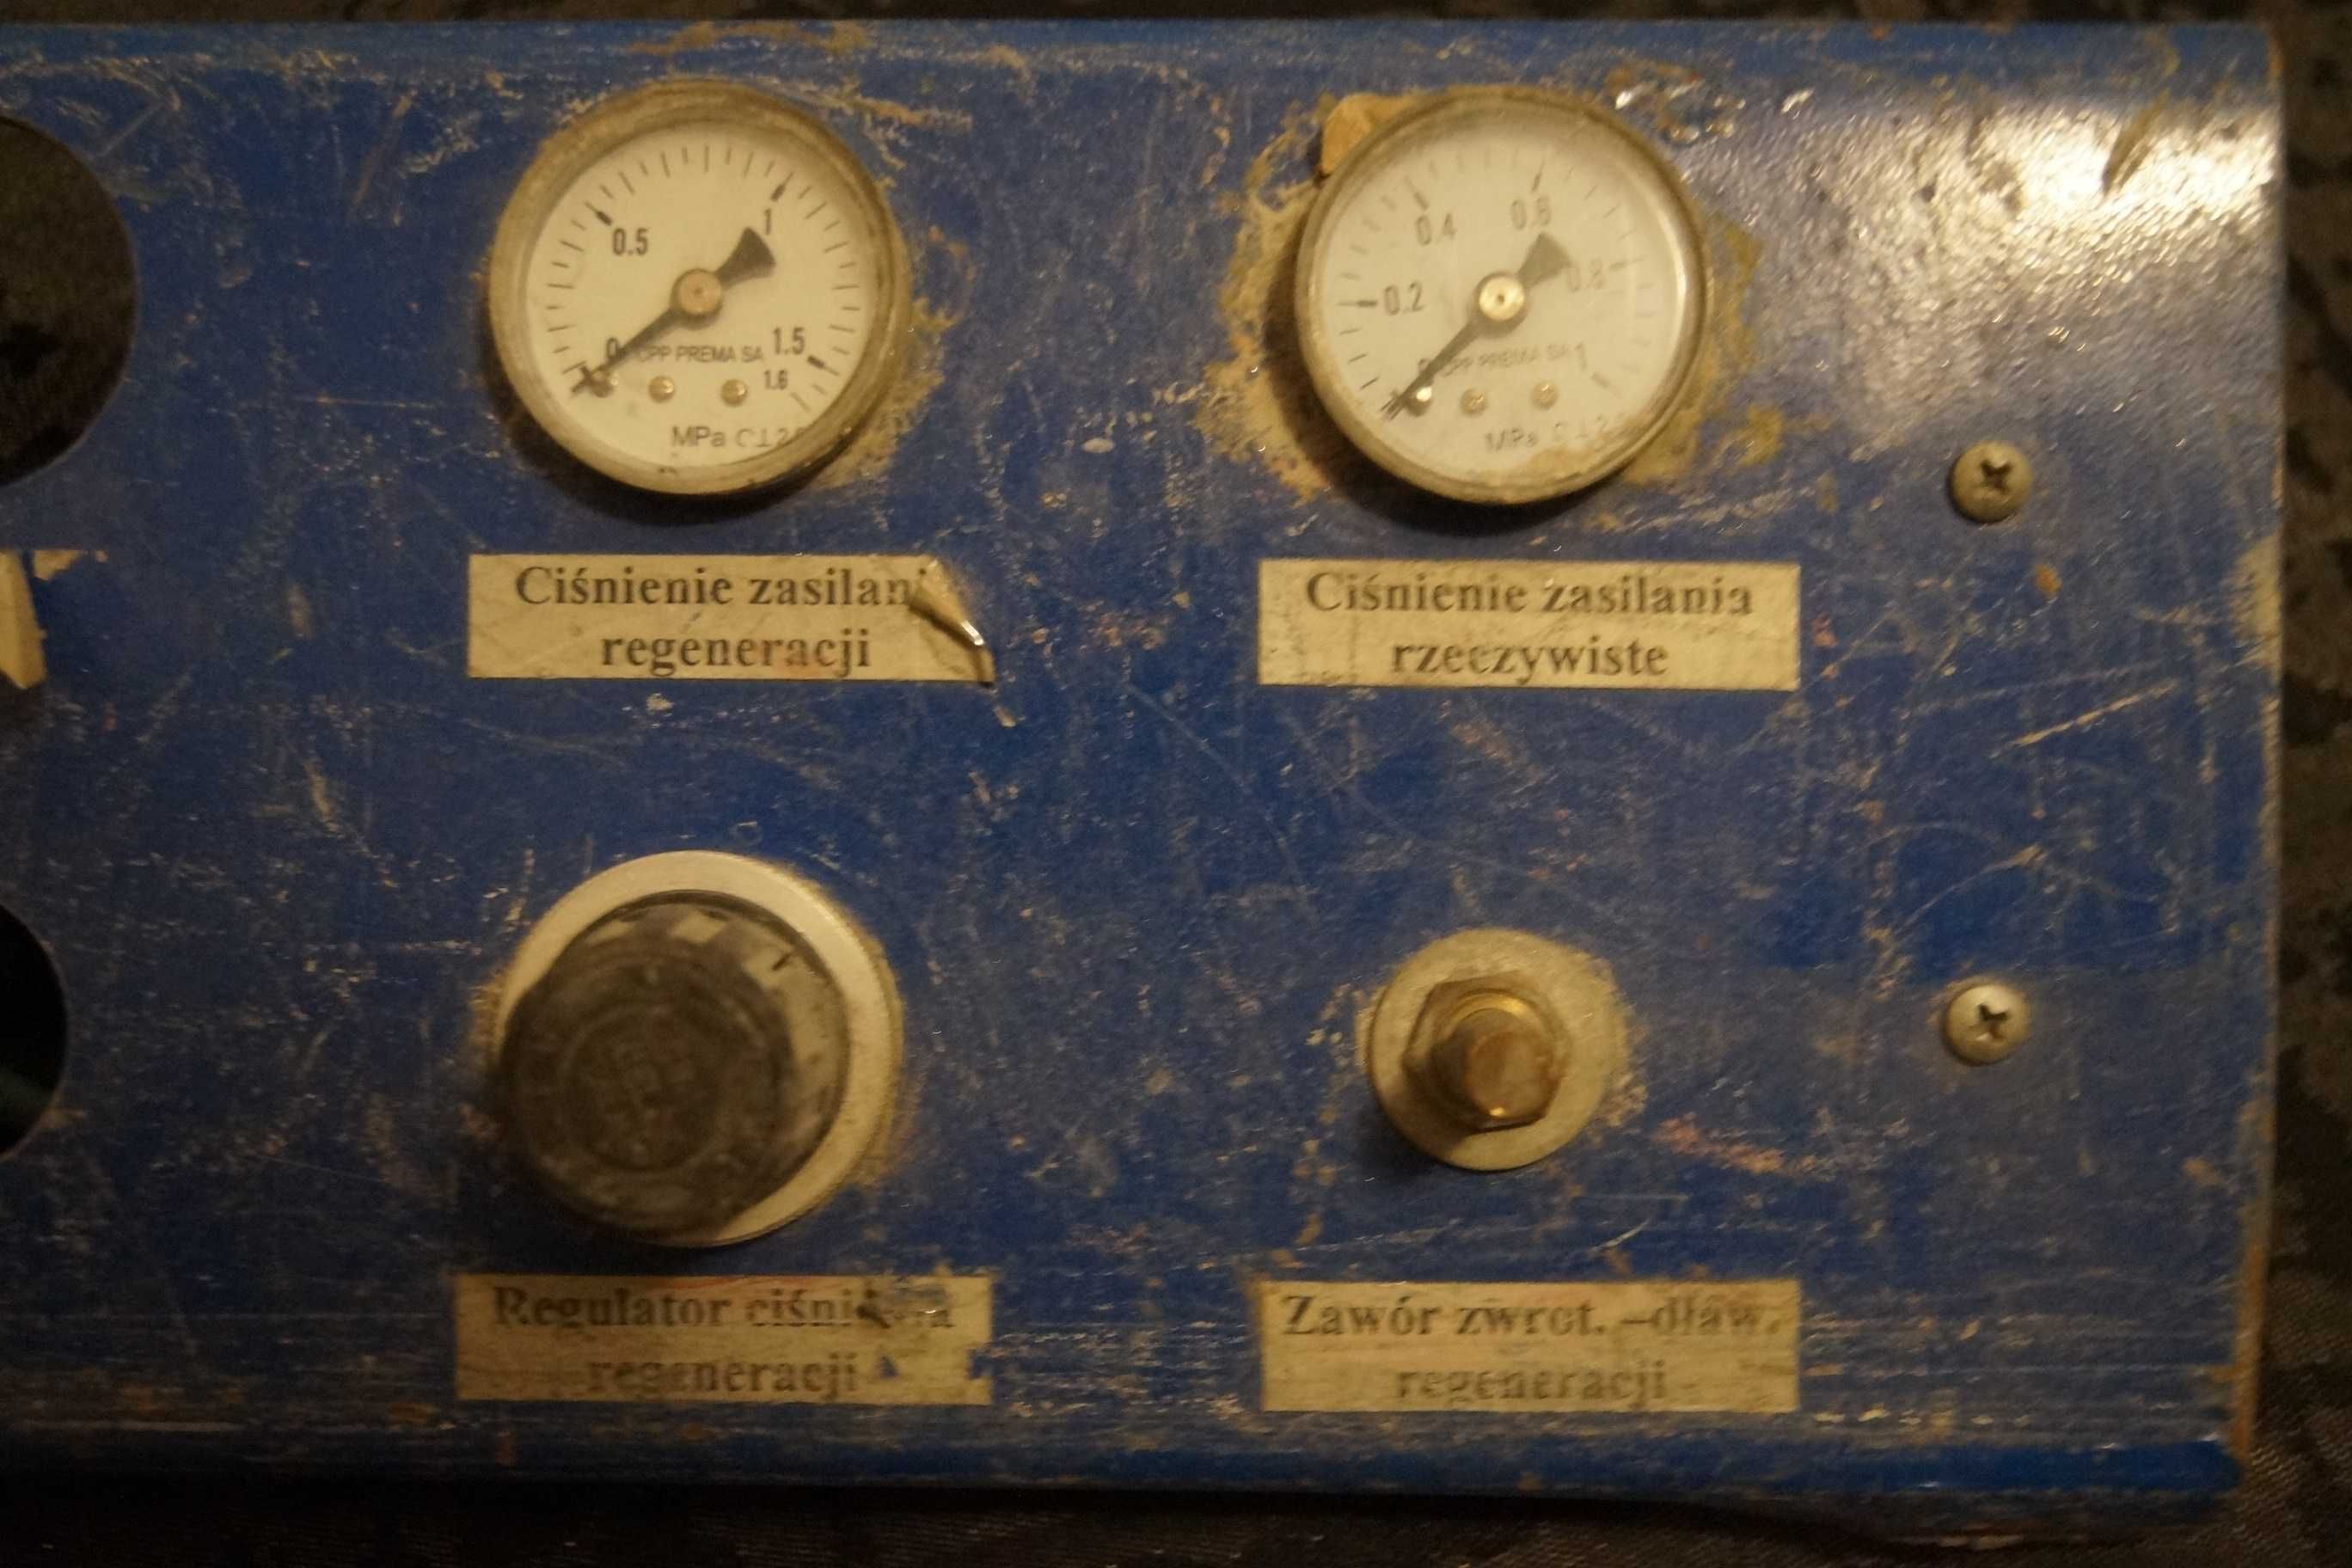 0.5
1
0
CPP PREMA SA
1.5
1.6
MPa
0.4
0.6
0.2
0.8
0
CPP PREMA SA
1
MPa
Ciśnienie zasilani
regeneracji
Ciśnienie zasilania
rzeczywiste
Regulator
regeneracji
Zawór zwrot. –dław.
regeneracji